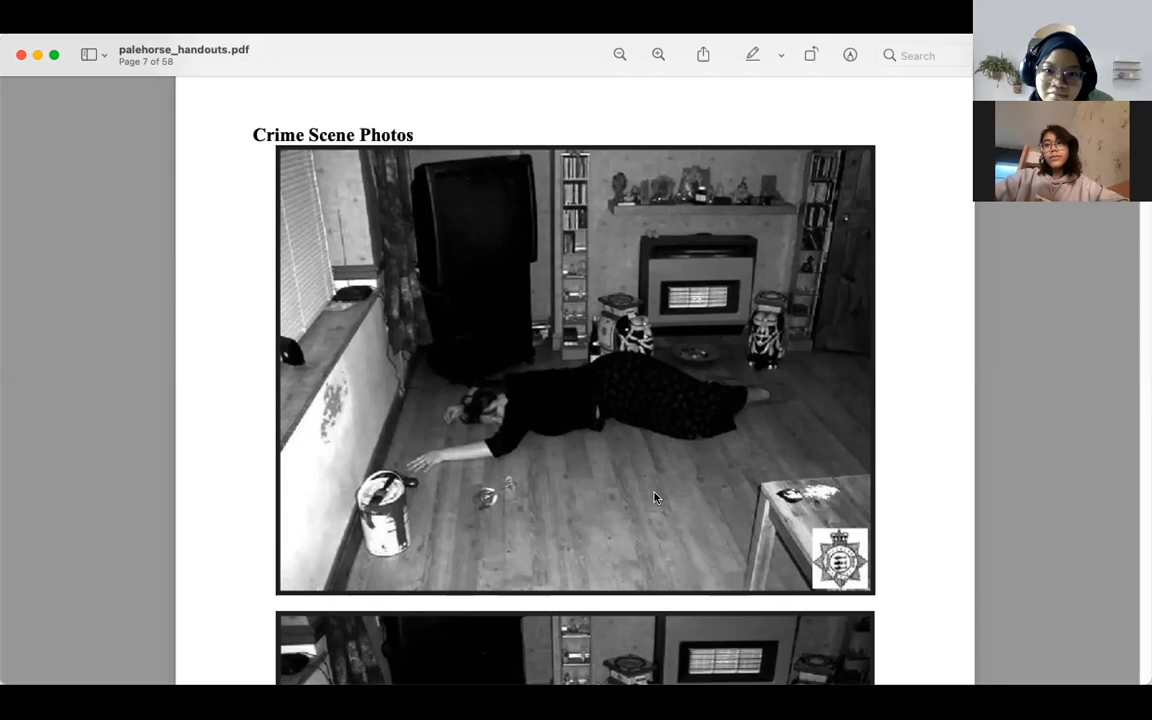 palehorse_handouts.pdf
Page 7 of 58
Search
Crime Scene Photos